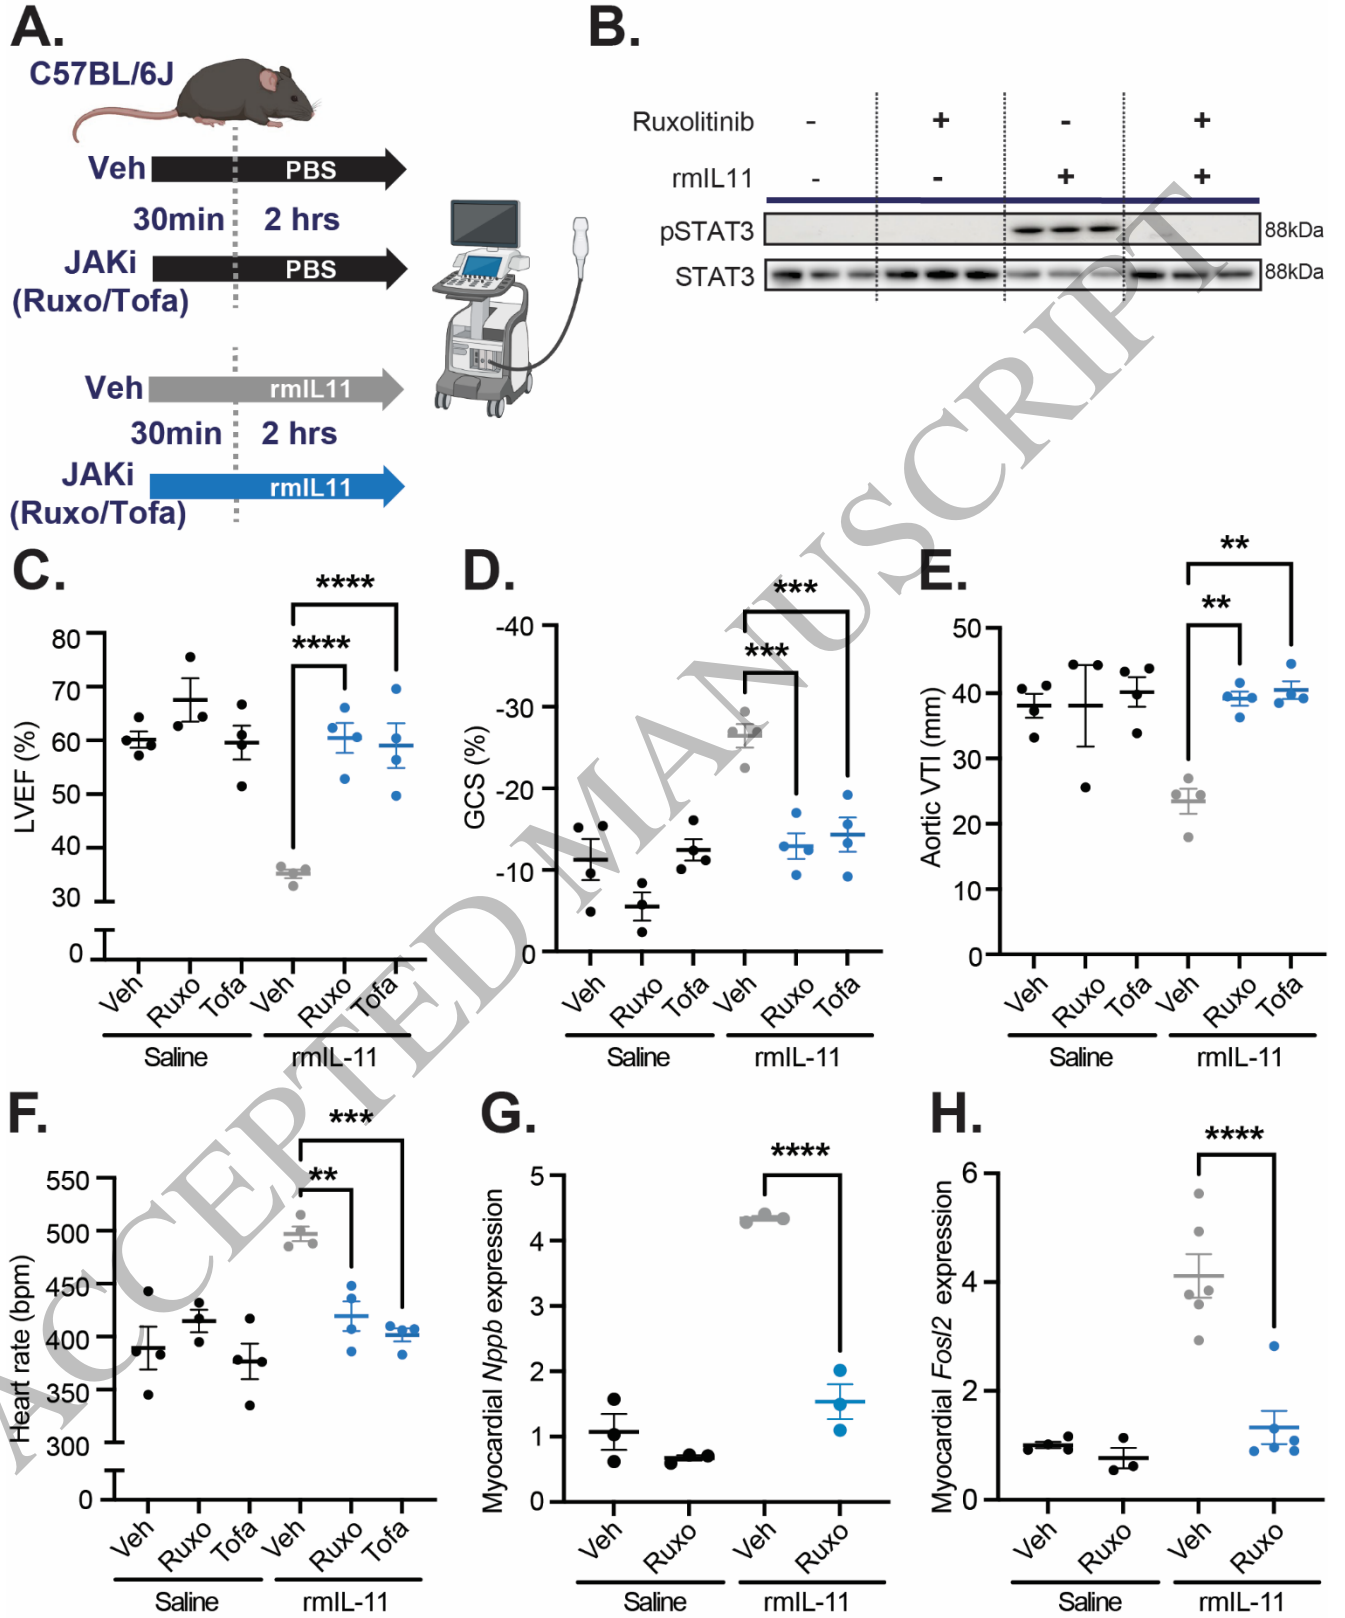 A.
C57BL/6J
Veh PBS
30min 2 hrs
JAKi PBS
(Ruxo/Tofa)
Veh rmIL11
30min 2 hrs
JAKi rmIL11
(Ruxo/Tofa)
B.
Ruxolitinib - + - +
rmIL11 - - + +
pSTAT3 88kDa
STAT3 88kDa
C.
LVEF (%)
80
70
60
50
40
30
0
**** ****
Veh Ruxo Tofa Veh Ruxo Tofa
Saline rmIL-11
D.
GCS (%)
-40
-30
-20
-10
0
*** ***
Veh Ruxo Tofa Veh Ruxo Tofa
Saline rmIL-11
E.
Aortic VTI (mm)
50
40
30
20
10
0
** **
Veh Ruxo Tofa Veh Ruxo Tofa
Saline rmIL-11
F.
Heart rate (bpm)
550
500
450
400
350
300
0
*** **
Veh Ruxo Tofa Veh Ruxo Tofa
Saline rmIL-11
G.
Myocardial Nppb expression
5
4
3
2
1
0
****
Veh Ruxo Veh Ruxo
Saline rmIL-11
H.
Myocardial Fosl2 expression
6
4
2
0
****
Veh Ruxo Veh Ruxo
Saline rmIL-11
ACCEPTED MANUSCRIPT